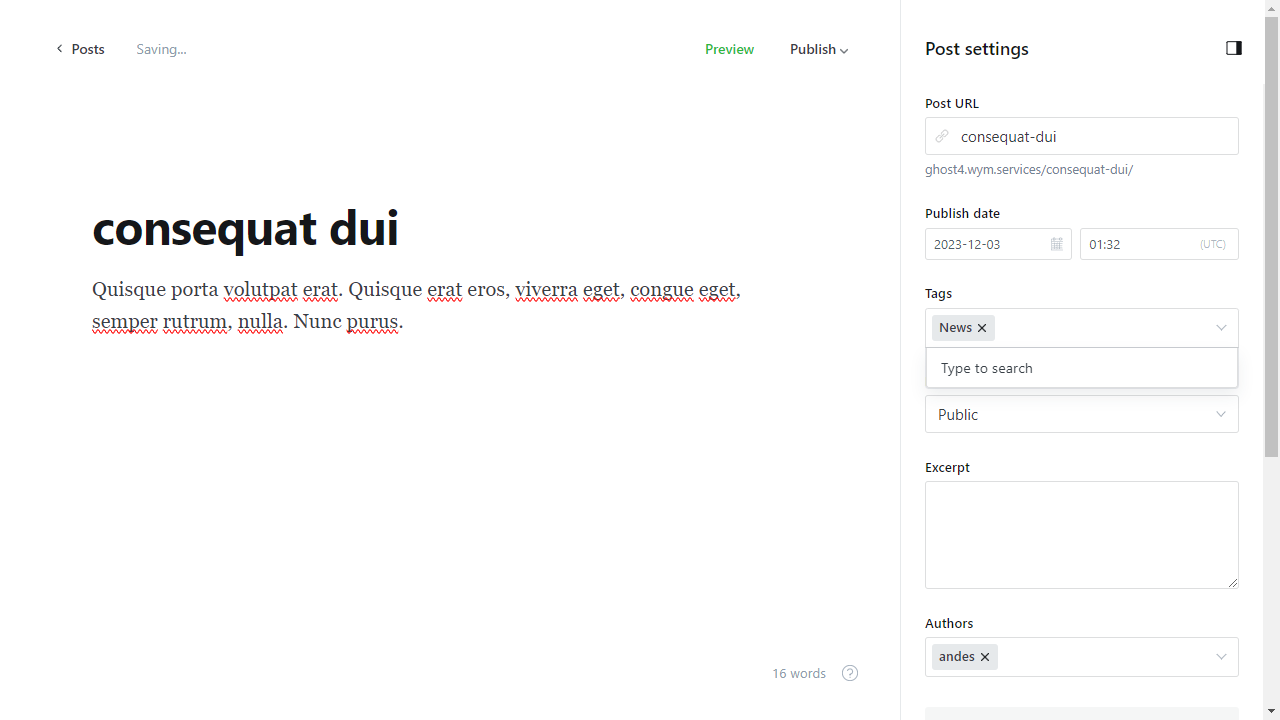 Posts Saving... Preview Publish
consequat dui
Quisque porta volutpat erat. Quisque erat eros, viverra eget, congue eget,
semper rutrum, nulla. Nunc purus.
16 words ?
Post settings
Post URL
consequat-dui
ghost4.wym.services/consequat-dui/
Publish date
2023-12-03 01:32 (UTC)
Tags
News
Type to search
Public
Excerpt
Authors
andes